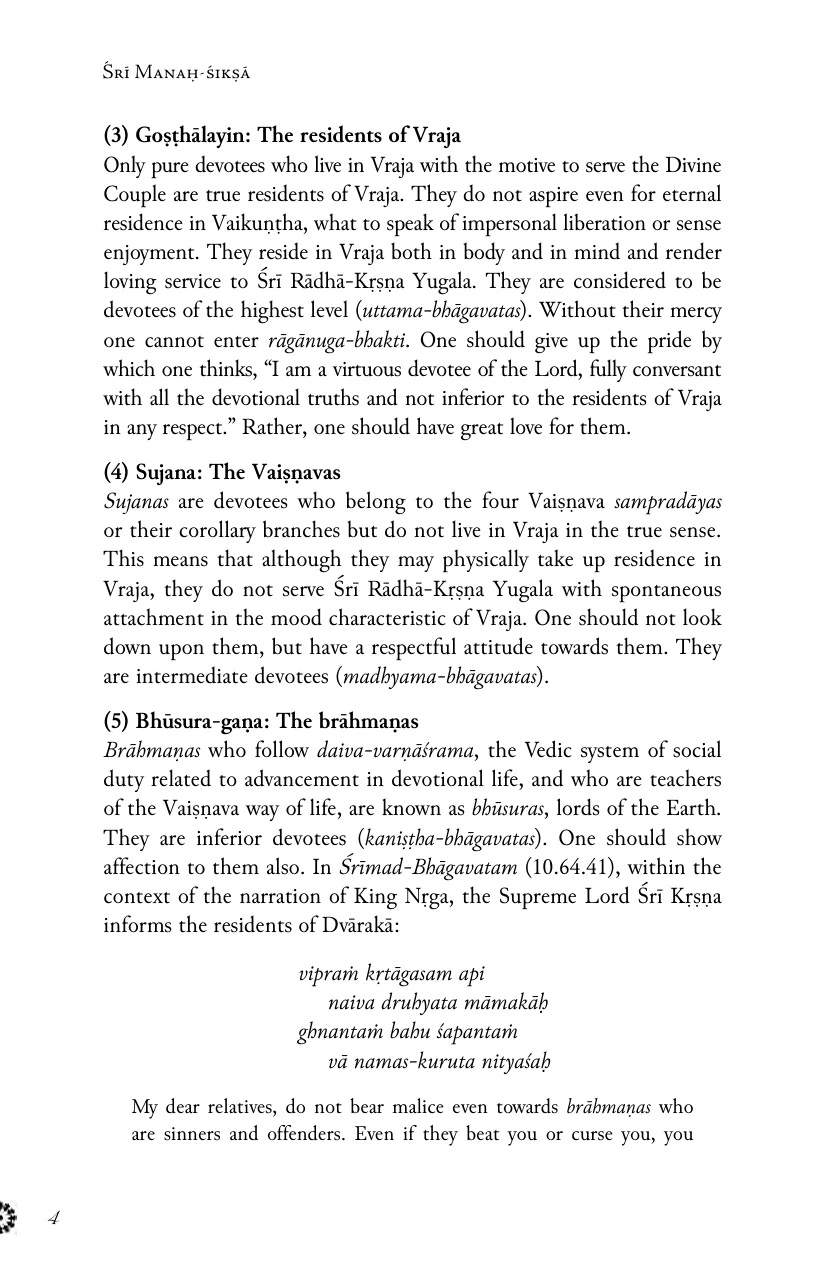 Śrī Manaḥ-śikṣā
(3) Goṣṭhālayin: The residents of Vraja
Only pure devotees who live in Vraja with the motive to serve the Divine
Couple are true residents of Vraja. They do not aspire even for eternal
residence in Vaikuṇṭha, what to speak of impersonal liberation or sense
enjoyment. They reside in Vraja both in body and in mind and render
loving service to Śrī Rādhā-Kṛṣṇa Yugala. They are considered to be
devotees of the highest level (uttama-bhāgavatas). Without their mercy
one cannot enter rāgānuga-bhakti. One should give up the pride by
which one thinks, “I am a virtuous devotee of the Lord, fully conversant
with all the devotional truths and not inferior to the residents of Vraja
in any respect.” Rather, one should have great love for them.
(4) Sujana: The Vaiṣṇavas
Sujanas are devotees who belong to the four Vaiṣṇava sampradāyas
or their corollary branches but do not live in Vraja in the true sense.
This means that although they may physically take up residence in
Vraja, they do not serve Śrī Rādhā-Kṛṣṇa Yugala with spontaneous
attachment in the mood characteristic of Vraja. One should not look
down upon them, but have a respectful attitude towards them. They
are intermediate devotees (madhyama-bhāgavatas).
(5) Bhūsura-gaṇa: The brāhmaṇas
Brāhmaṇas who follow daiva-varṇāśrama, the Vedic system of social
duty related to advancement in devotional life, and who are teachers
of the Vaiṣṇava way of life, are known as bhūsuras, lords of the Earth.
They are inferior devotees (kaniṣṭha-bhāgavatas). One should show
affection to them also. In Śrīmad-Bhāgavatam (10.64.41), within the
context of the narration of King Nṛga, the Supreme Lord Śrī Kṛṣṇa
informs the residents of Dvārakā:
vipraṁ kṛtāgasam api
naiva druhyata māmakāḥ
ghnantaṁ bahu śapantaṁ
vā namas-kuruta nityaśaḥ
My dear relatives, do not bear malice even towards brāhmaṇas who
are sinners and offenders. Even if they beat you or curse you, you
4